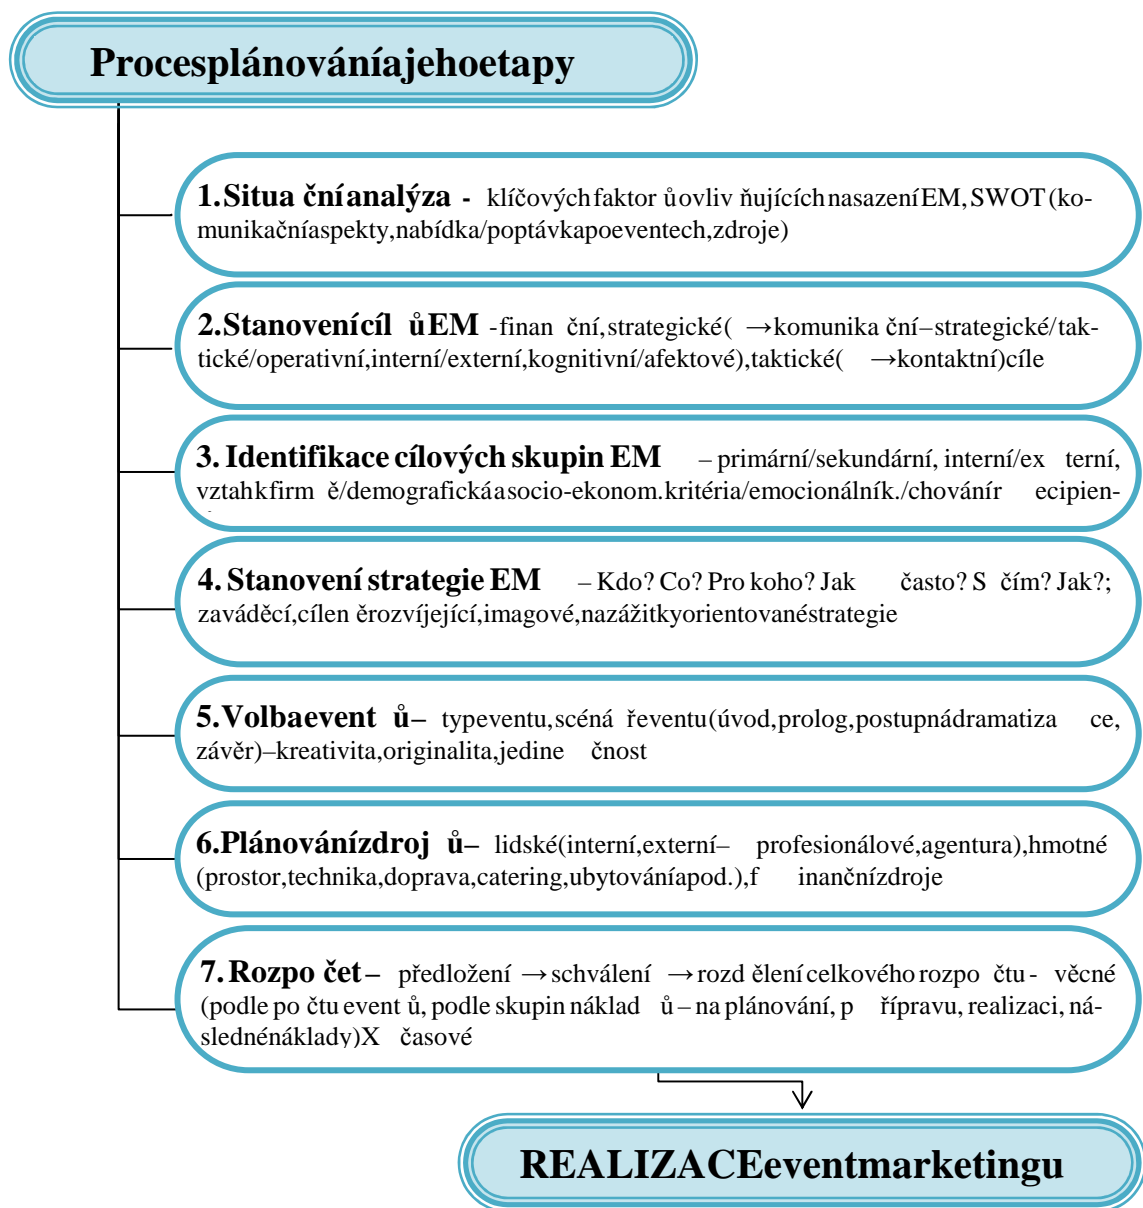 Procesplánováníajehoetapy
1.Situa čníanalýza - klíčovýchfaktor ůovliv ňujícíchnasazeníEM, SWOT(ko-
munikačníaspekty,nabídka/poptávkapoeventech,zdroje)
2.Stanovenícíl ůEM -finan ční,strategické( →komunika ční–strategické/tak-
tické/operativní,interní/externí,kognitivní/afektové),taktické( →kontaktní)cíle
3. Identifikace cílových skupin EM – primární/sekundární, interní/ex terní,
vztahkfirm ě/demografickáasocio-ekonom.kritéria/emocionálník./chovánír ecipien-
4. Stanovení strategie EM – Kdo? Co? Pro koho? Jak často? S čím? Jak?;
zaváděcí,cílen ěrozvíjející,imagové,nazážitkyorientovanéstrategie
5.Volbaevent ů– typeventu,scéná řeventu(úvod,prolog,postupnádramatiza ce,
závěr)–kreativita,originalita,jedine čnost
6.Plánovánízdroj ů– lidské(interní,externí– profesionálové,agentura),hmotné
(prostor,technika,doprava,catering,ubytováníapod.),f inančnízdroje
7. Rozpo čet – předložení → schválení → rozd ělení celkového rozpo čtu - věcné
(podle po čtu event ů, podle skupin náklad ů – na plánování, p řípravu, realizaci, ná-
slednénáklady)X časové
REALIZACEeventmarketingu